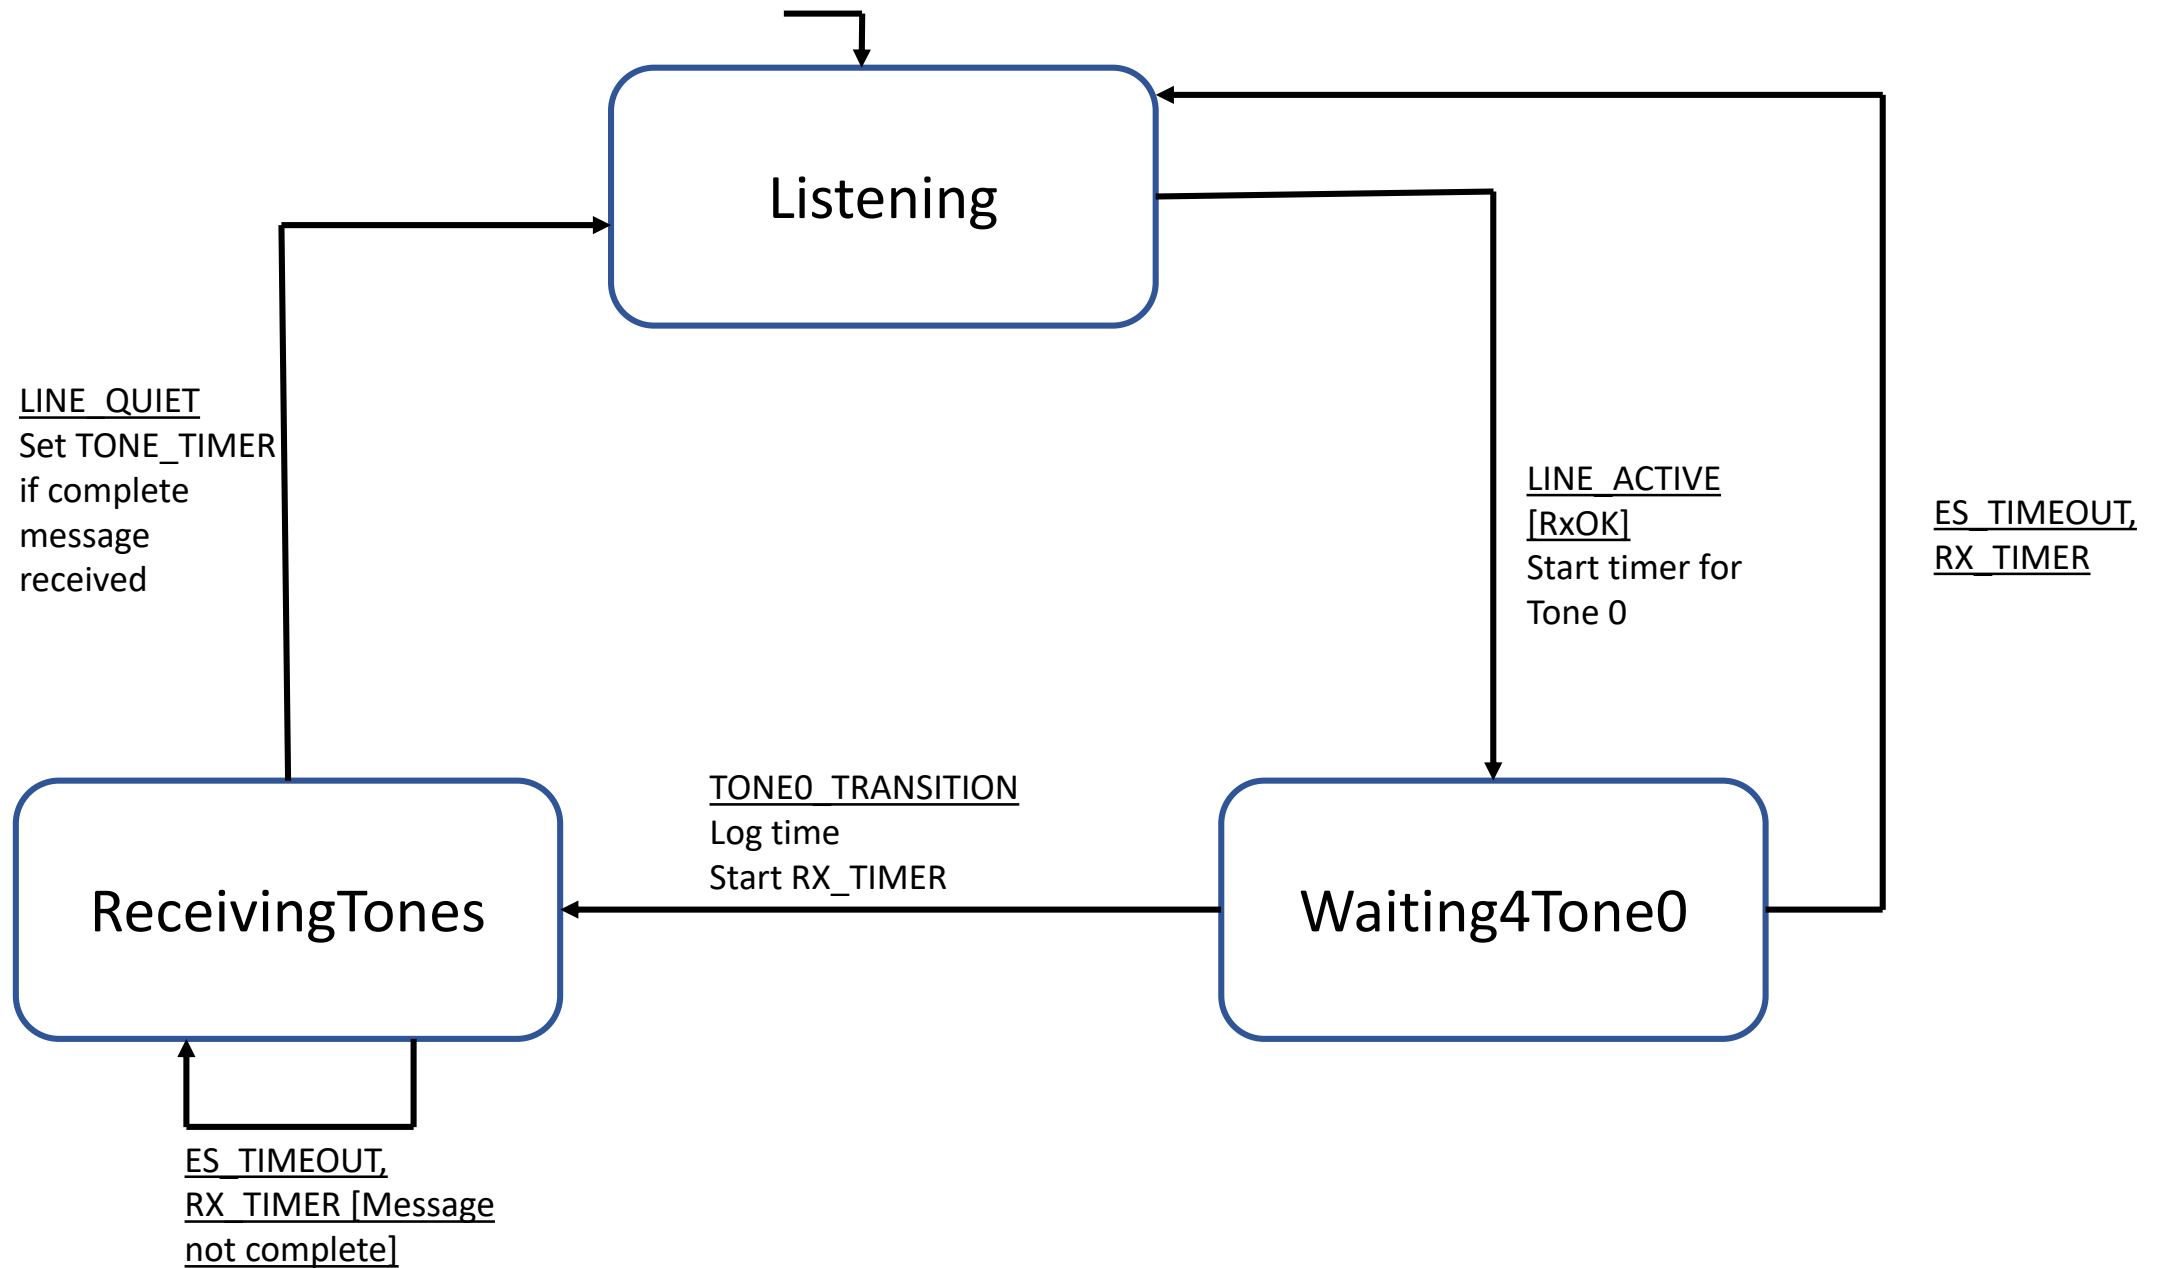 Listening
LINE_QUIET
Set TONE_TIMER
if complete
message
received
LINE_ACTIVE
[RxOK]
Start timer for
Tone 0
ES_TIMEOUT,
RX_TIMER
TONE0_TRANSITION
Log time
Start RX_TIMER
ReceivingTones
Waiting4Tone0
ES_TIMEOUT,
RX_TIMER [Message
not complete]